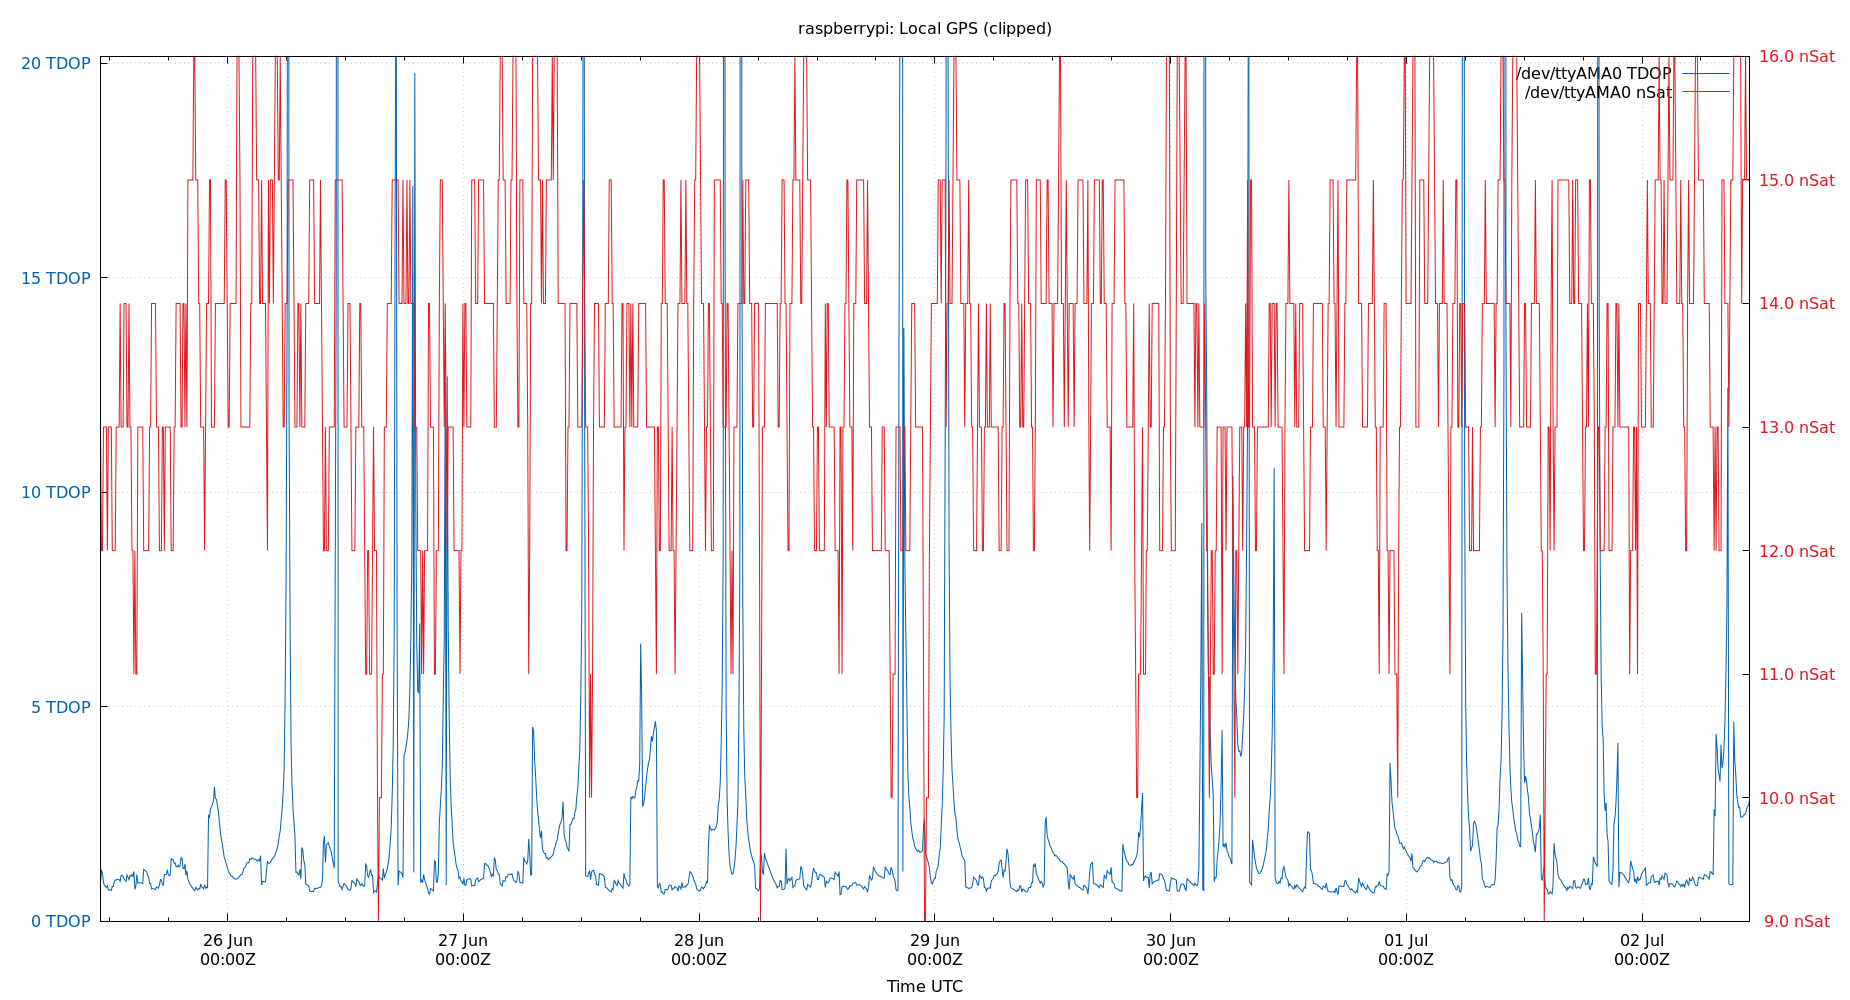 raspberrypi: Local GPS (clipped)
20 TDOP
15 TDOP
10 TDOP
5 TDOP
0 TDOP
16.0 nSat
15.0 nSat
14.0 nSat
13.0 nSat
12.0 nSat
11.0 nSat
10.0 nSat
9.0 nSat
/dev/ttyAMA0 TDOP
/dev/ttyAMA0 nSat
26 Jun
00:00Z
27 Jun
00:00Z
28 Jun
00:00Z
29 Jun
00:00Z
30 Jun
00:00Z
01 Jul
00:00Z
02 Jul
00:00Z
Time UTC